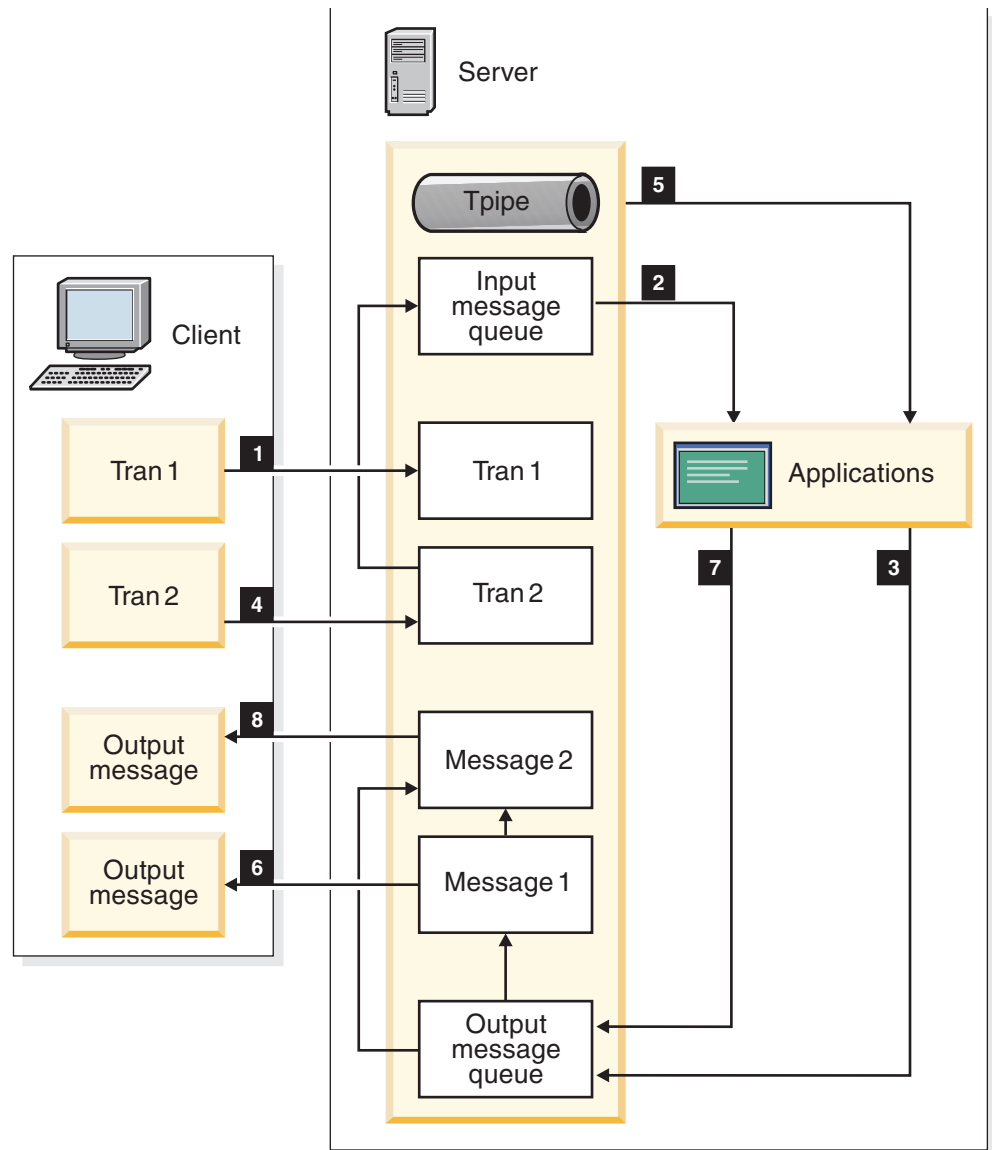 Server
Tpipe
5
Input
message
queue
2
Client
Tran 1
1
Tran 1
Applications
Tran 2
4
Tran 2
7
3
Output
message
8
Message 2
Output
message
6
Message 1
Output
message
queue